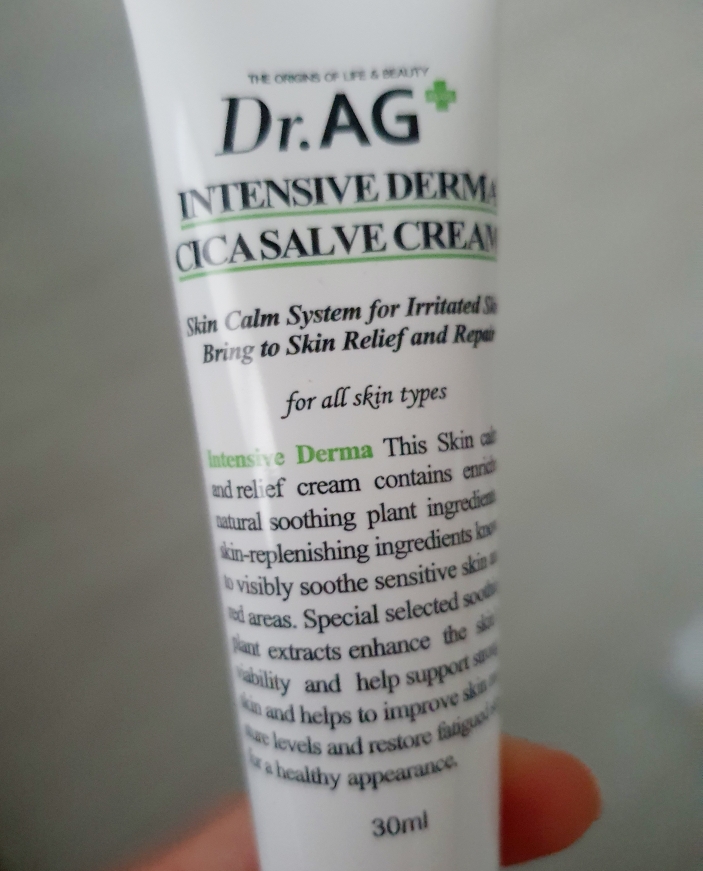 THE ORIGINS OF LIFE & BEAUTY
Dr.AG
INTENSIVE DERMA
CICA SALVE CREAM
Skin Calm System for Irritated
Bring to Skin Relief and Repair
for all skin types
Intensive Derma This Skin
and relief cream contains
natural soothing plant
skin-replenishing ingredients
to visibly soothe sensitive skin
red areas. Special selected
plant extracts enhance the
and help support
skin and helps to improve skin
levels and restore
for a healthy appearance.
30ml